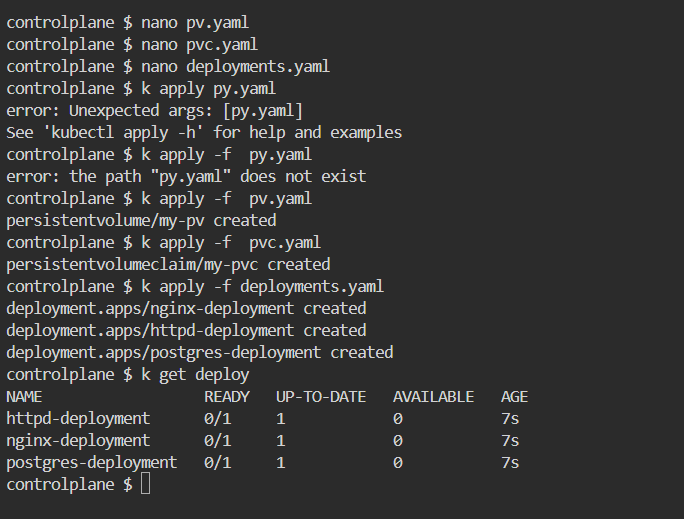 controlplane $ nano pv.yaml
controlplane $ nano pvc.yaml
controlplane $ nano deployments.yaml
controlplane $ k apply py.yaml
error: Unexpected args: [py.yaml]
See 'kubectl apply -h' for help and examples
controlplane $ k apply -f  py.yaml
error: the path "py.yaml" does not exist
controlplane $ k apply -f  pv.yaml
persistentvolume/my-pv created
controlplane $ k apply -f  pvc.yaml
persistentvolumeclaim/my-pvc created
controlplane $ k apply -f deployments.yaml
deployment.apps/nginx-deployment created
deployment.apps/httpd-deployment created
deployment.apps/postgres-deployment created
controlplane $ k get deploy
NAME                  READY   UP-TO-DATE   AVAILABLE   AGE
httpd-deployment      0/1     1            0           7s
nginx-deployment      0/1     1            0           7s
postgres-deployment   0/1     1            0           7s
controlplane $